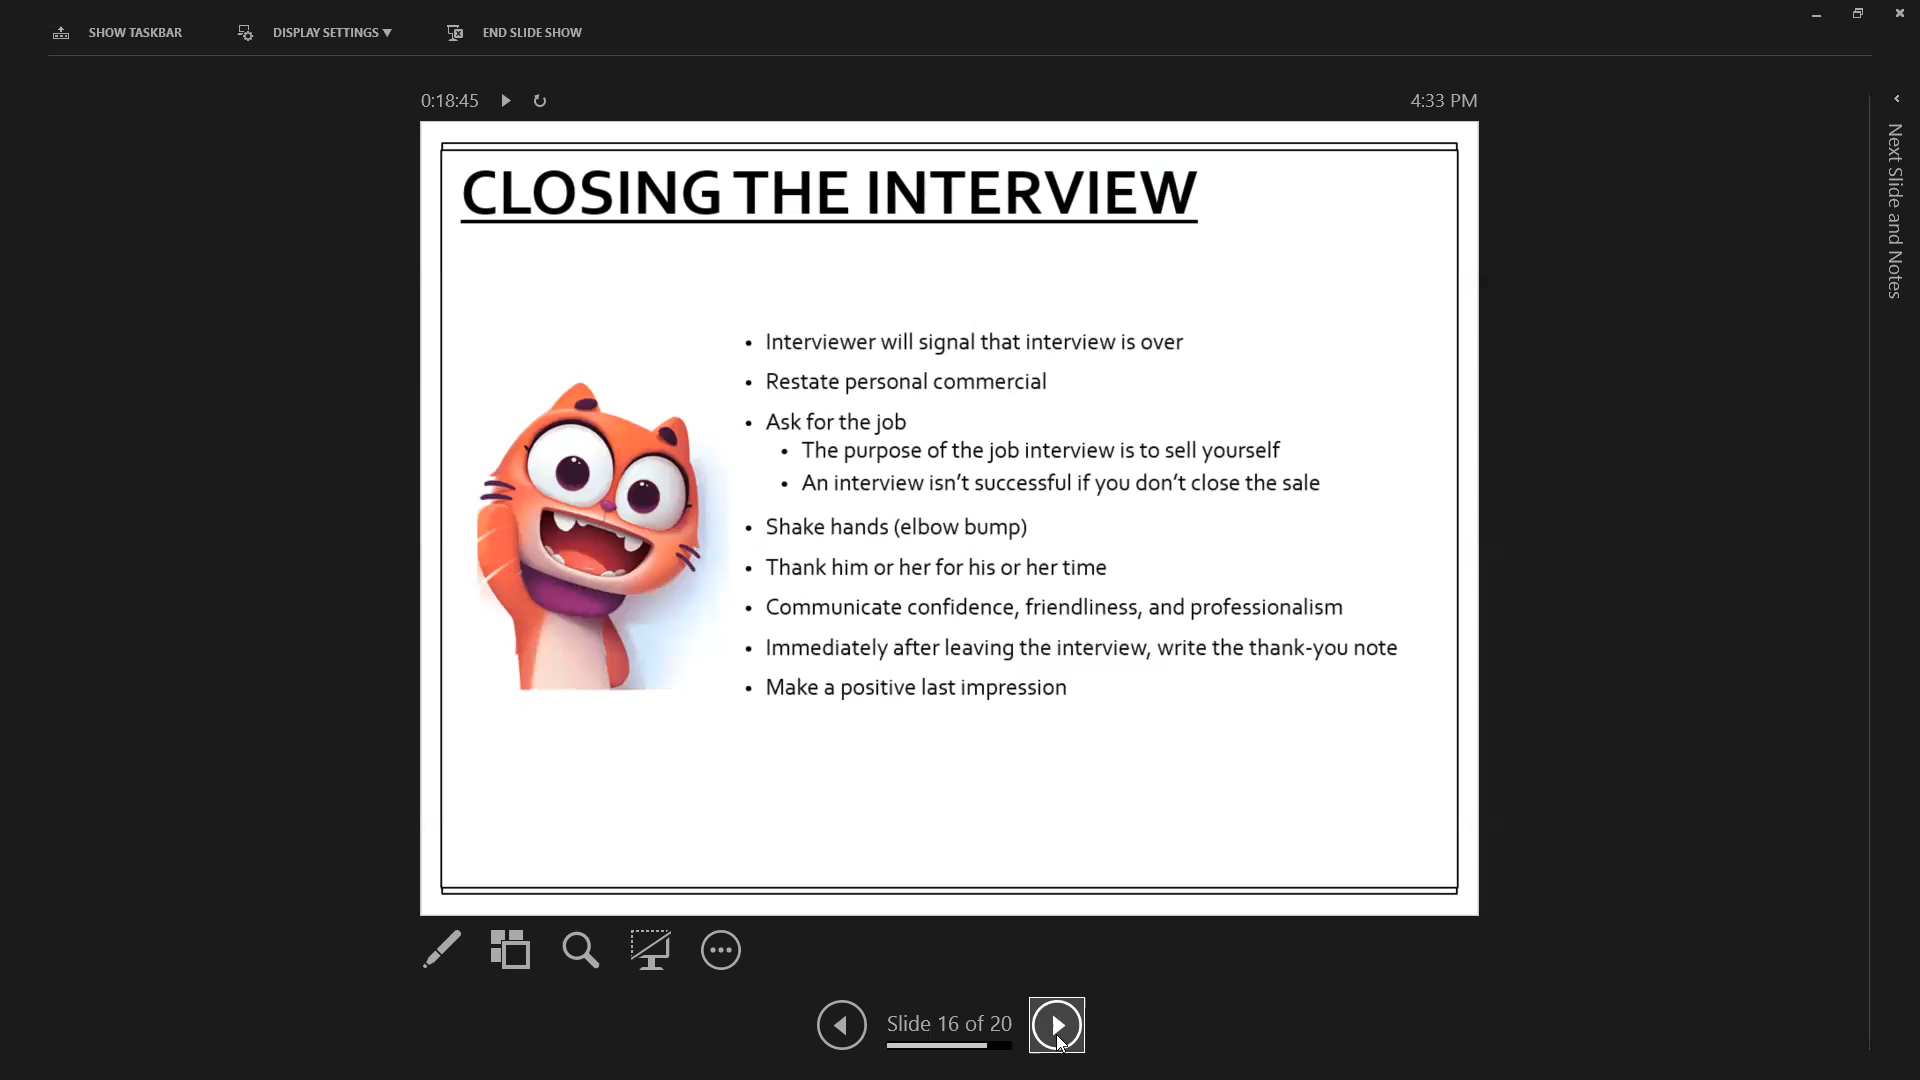 SHOW TASKBAR
DISPLAY SETTINGS ▼
END SLIDE SHOW
0:18:45
4:33 PM
Next Slide and Notes
CLOSING THE INTERVIEW
• Interviewer will signal that interview is over
• Restate personal commercial
• Ask for the job
• The purpose of the job interview is to sell yourself
• An interview isn’t successful if you don’t close the sale
• Shake hands (elbow bump)
• Thank him or her for his or her time
• Communicate confidence, friendliness, and professionalism
• Immediately after leaving the interview, write the thank-you note
• Make a positive last impression
Slide 16 of 20